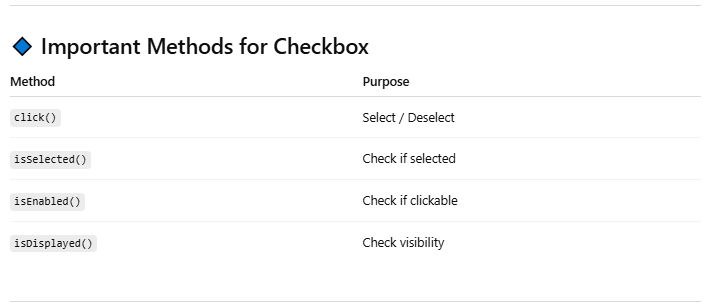 Important Methods for Checkbox
Method Purpose
click() Select / Deselect
isSelected() Check if selected
isEnabled() Check if clickable
isDisplayed() Check visibility